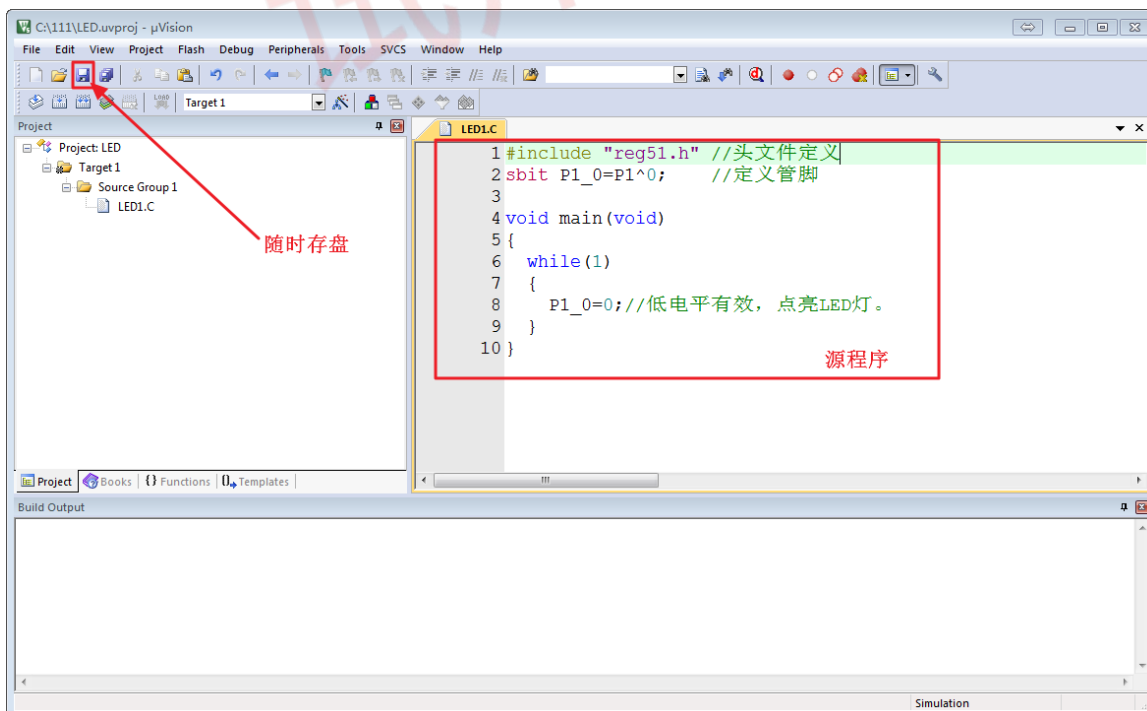 C:\111\LED.uvproj - µVision
File Edit View Project Flash Debug Peripherals Tools SVCS Window Help
Target 1
Project
Project: LED
Target 1
Source Group 1
LED1.C
随时存盘
Project Books {} Functions Templates
LED1.C
1 #include "reg51.h" //头文件定义
2 sbit P1_0=P1^0; //定义管脚
3
4 void main(void)
5 {
6 while(1)
7 {
8 P1_0=0;//低电平有效，点亮LED灯。
9 }
10 }
源程序
Build Output
Simulation